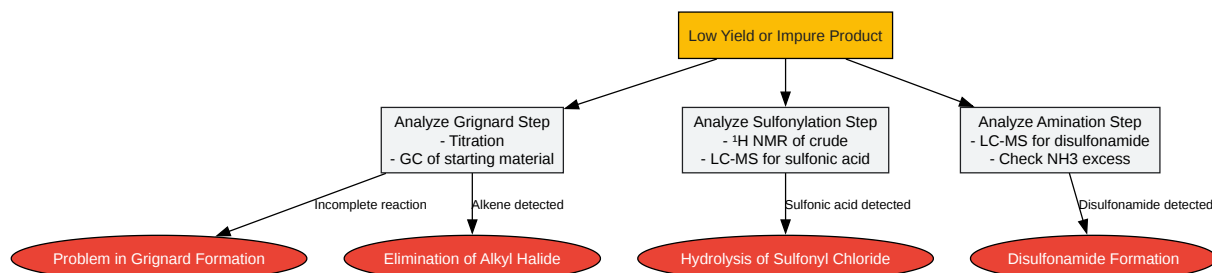 Low Yield or Impure Product
Analyze Grignard Step
- Titration
- GC of starting material
Analyze Sulfonylation Step
- ¹H NMR of crude
- LC-MS for sulfonic acid
Analyze Amination Step
- LC-MS for disulfonamide
- Check NH3 excess
Incomplete reaction
Alkene detected
Sulfonic acid detected
Disulfonamide detected
Problem in Grignard Formation
Elimination of Alkyl Halide
Hydrolysis of Sulfonyl Chloride
Disulfonamide Formation